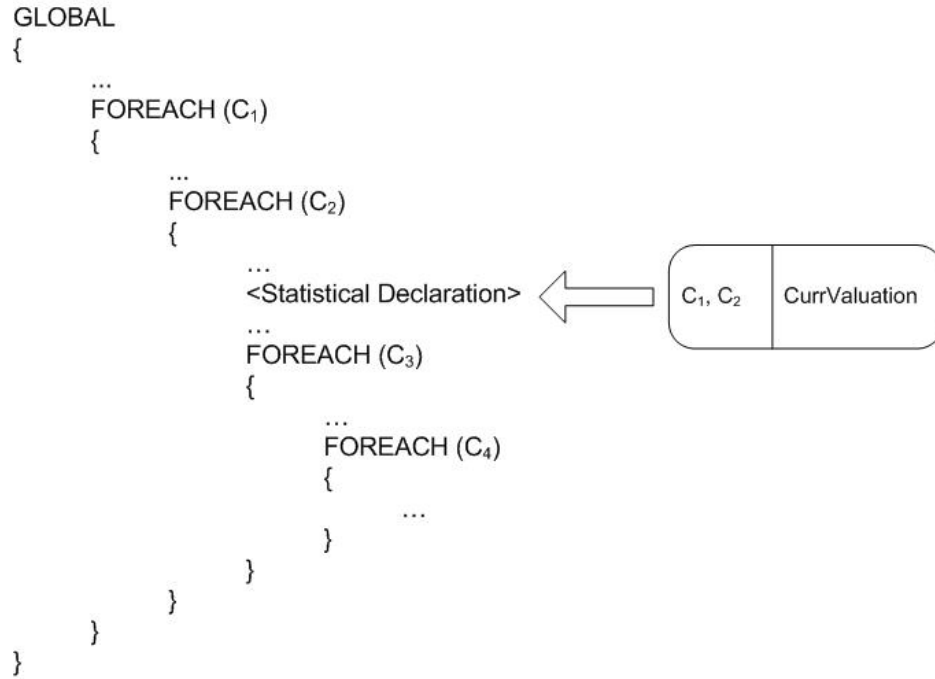 GLOBAL
{
...
FOREACH (C₁)
{
...
FOREACH (C₂)
{
...
<Statistical Declaration>
C₁, C₂
CurrValuation
...
FOREACH (C₃)
{
...
FOREACH (C₄)
{
...
}
}
}
}
}